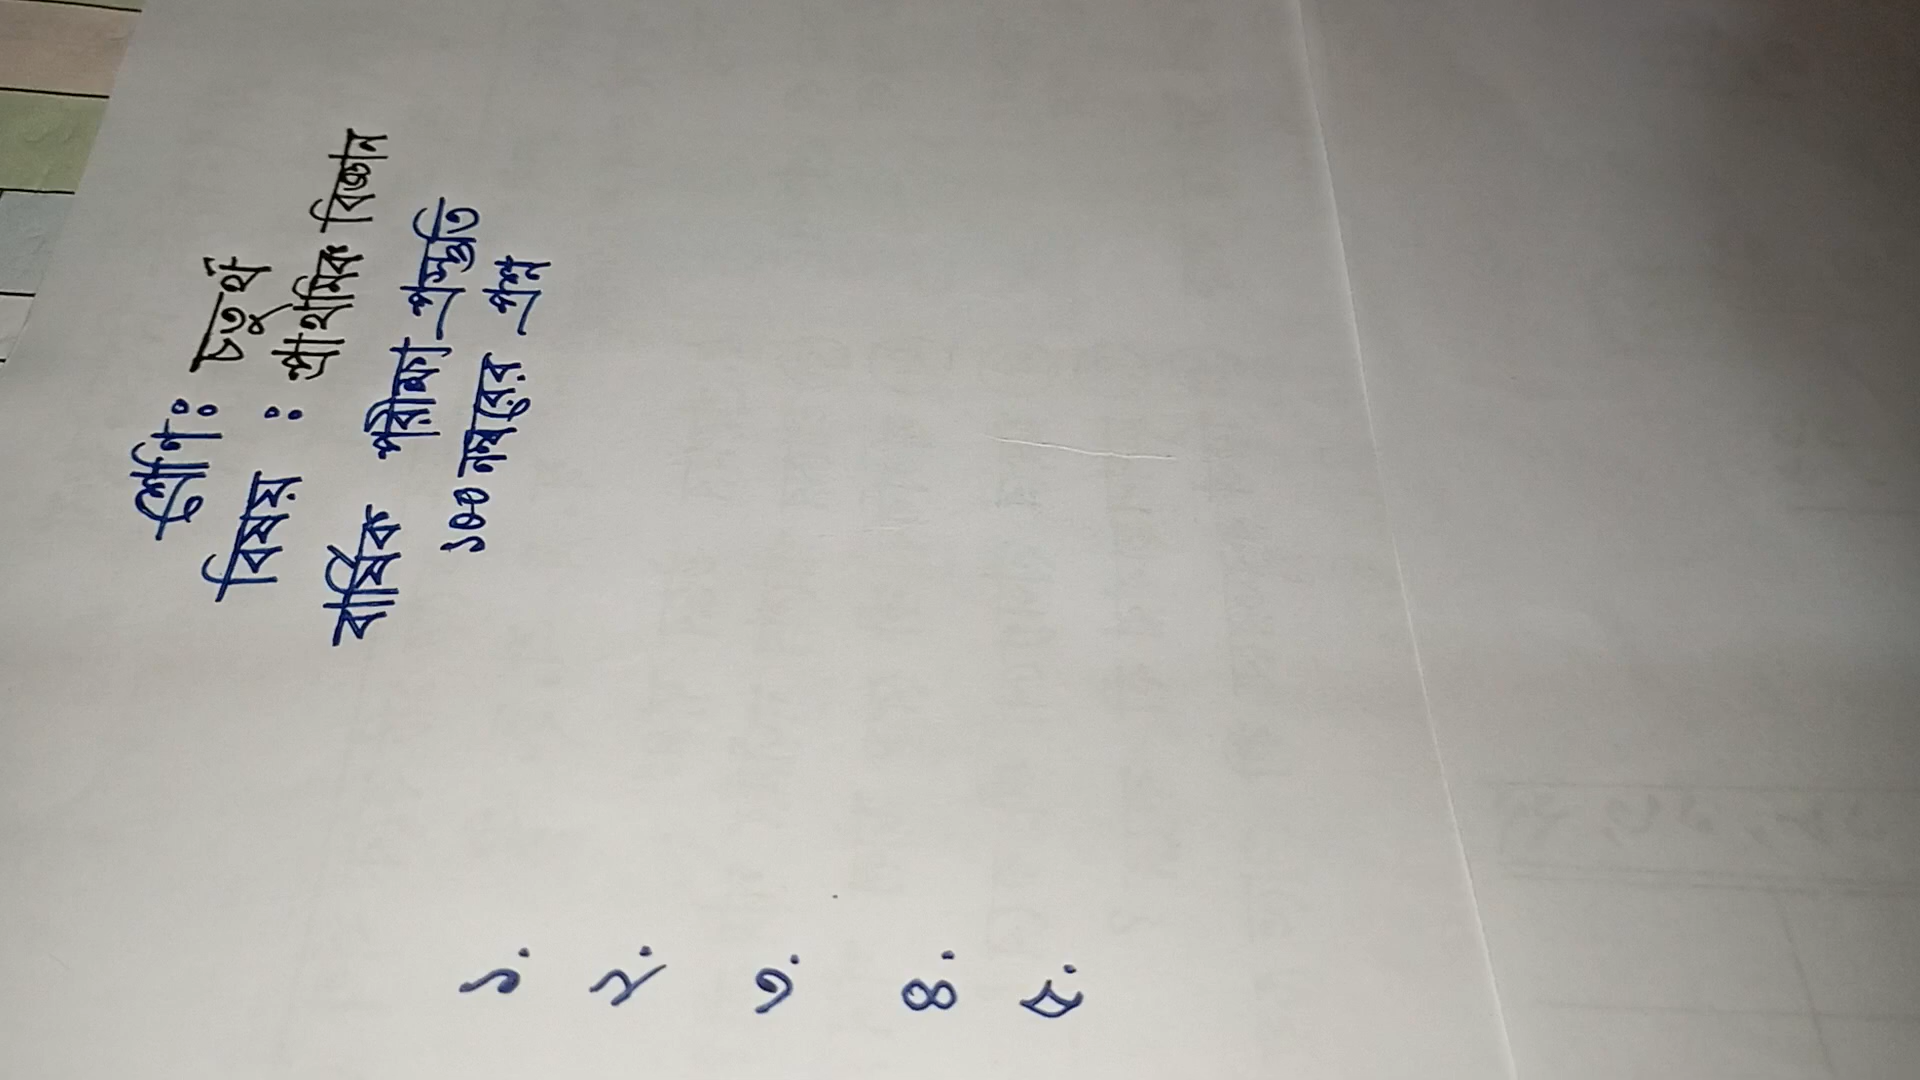 শ্রেণি: চতুর্থ
বিষয় : প্রাথমিক বিজ্ঞান
বার্ষিক পরীক্ষা প্রস্তুতি
১০০ নম্বরের প্রশ্ন
১.
২.
৩.
৪.
৫.